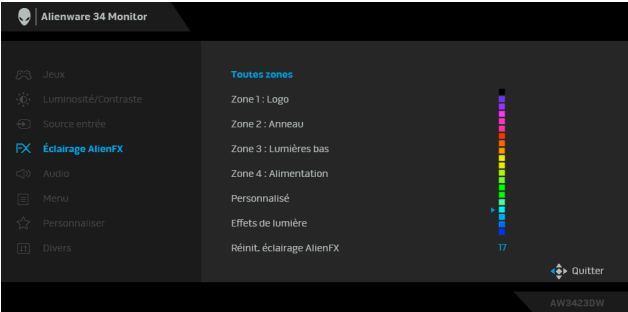 Alienware 34 Monitor
Jeux
Luminosité/Contraste
Source entrée
FX Éclairage AlienFX
Audio
Menu
Personnaliser
Divers
Toutes zones
Zone 1 : Logo
Zone 2 : Anneau
Zone 3 : Lumières bas
Zone 4 : Alimentation
Personnalisé
Effets de lumière
Réinit. éclairage AlienFX
17
Quitter
AW3423DW